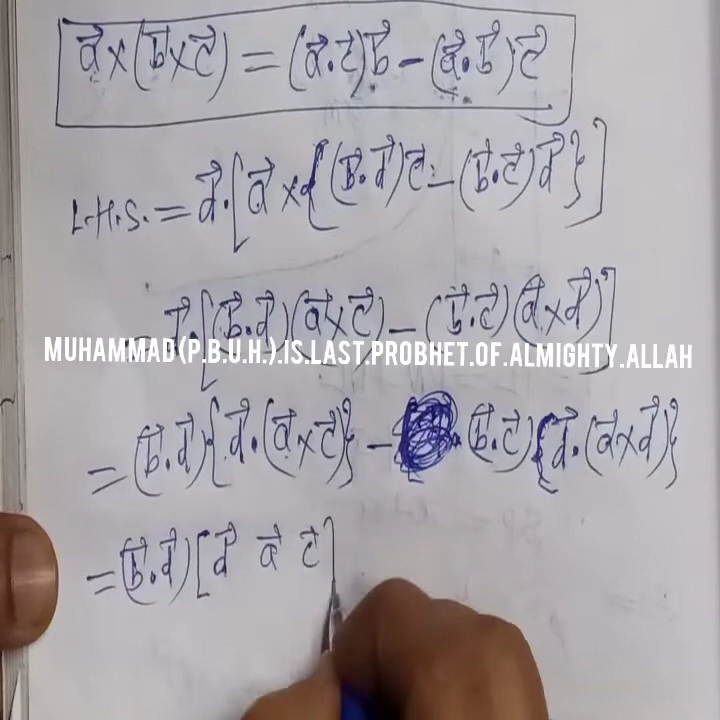 a⃗×(b⃗×c⃗) = (a⃗.c⃗)b⃗ - (a⃗.b⃗)c⃗
L.H.S. = d⃗.[a⃗×{(b⃗.d⃗)c⃗-(b⃗.c⃗)d⃗}]
= d⃗.[(b⃗.d⃗)(a⃗×c⃗) - (b⃗.c⃗)(a⃗×d⃗)]
MUHAMMAD(P.B.U.H.).IS.LAST.PROBHET.OF.ALMIGHTY.ALLAH
= (b⃗.d⃗){d⃗.(a⃗×c⃗)} - (b⃗.c⃗){d⃗.(a⃗×d⃗)}
= (b⃗.d⃗)[d⃗ a⃗ c⃗]